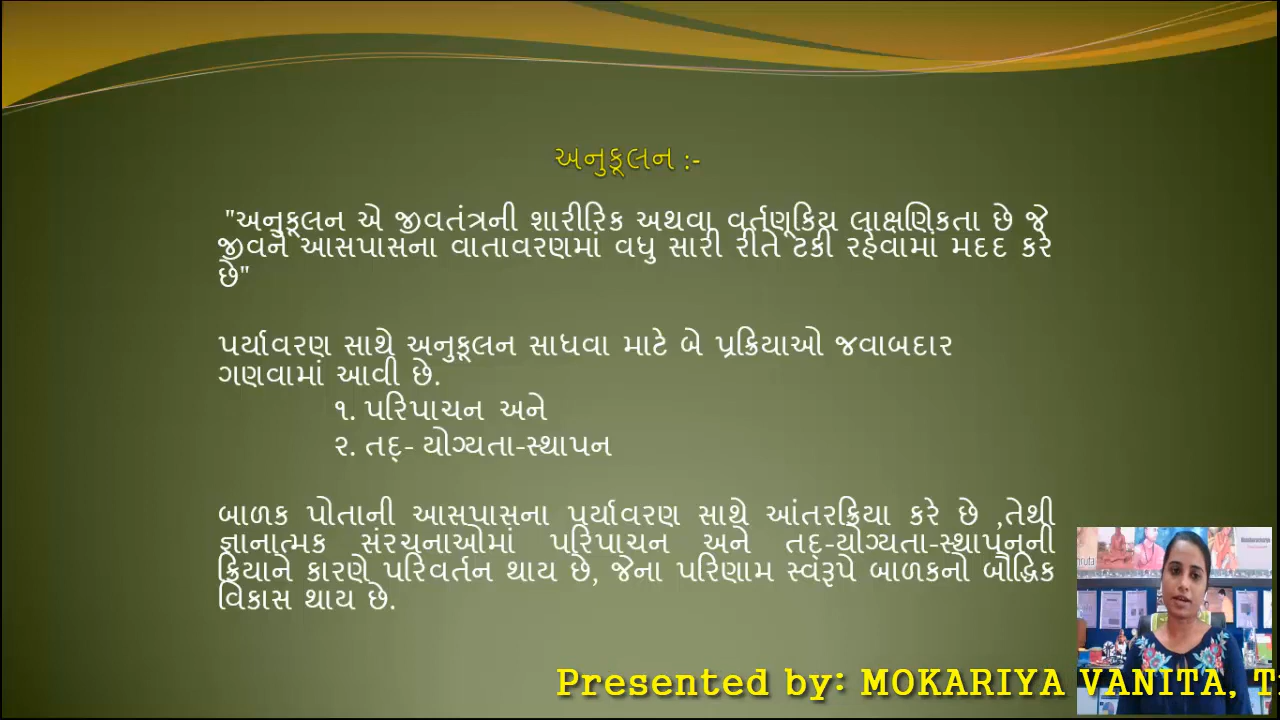 અનુકૂલન :-
"અનુકૂલન એ જીવતંત્રની શારીરિક અથવા વર્તણૂકિય લાક્ષણિકતા છે જે
જીવને આસપાસના વાતાવરણમાં વધુ સારી રીતે ટકી રહેવામાં મદદ કરે
છે"
પર્યાવરણ સાથે અનુકૂલન સાધવા માટે બે પ્રક્રિયાઓ જવાબદાર
ગણવામાં આવી છે.
૧. પરિપાચન અને
૨. તદ્- યોગ્યતા-સ્થાપન
બાળક પોતાની આસપાસના પર્યાવરણ સાથે આંતરક્રિયા કરે છે ,તેથી
જ્ઞાનાત્મક સંરચનાઓમાં પરિપાચન અને તદ્-યોગ્યતા-સ્થાપનની
ક્રિયાને કારણે પરિવર્તન થાય છે, જેના પરિણામ સ્વરૂપે બાળકનો બૌદ્ધિક
વિકાસ થાય છે.
Presented by: MOKARIYA VANITA,